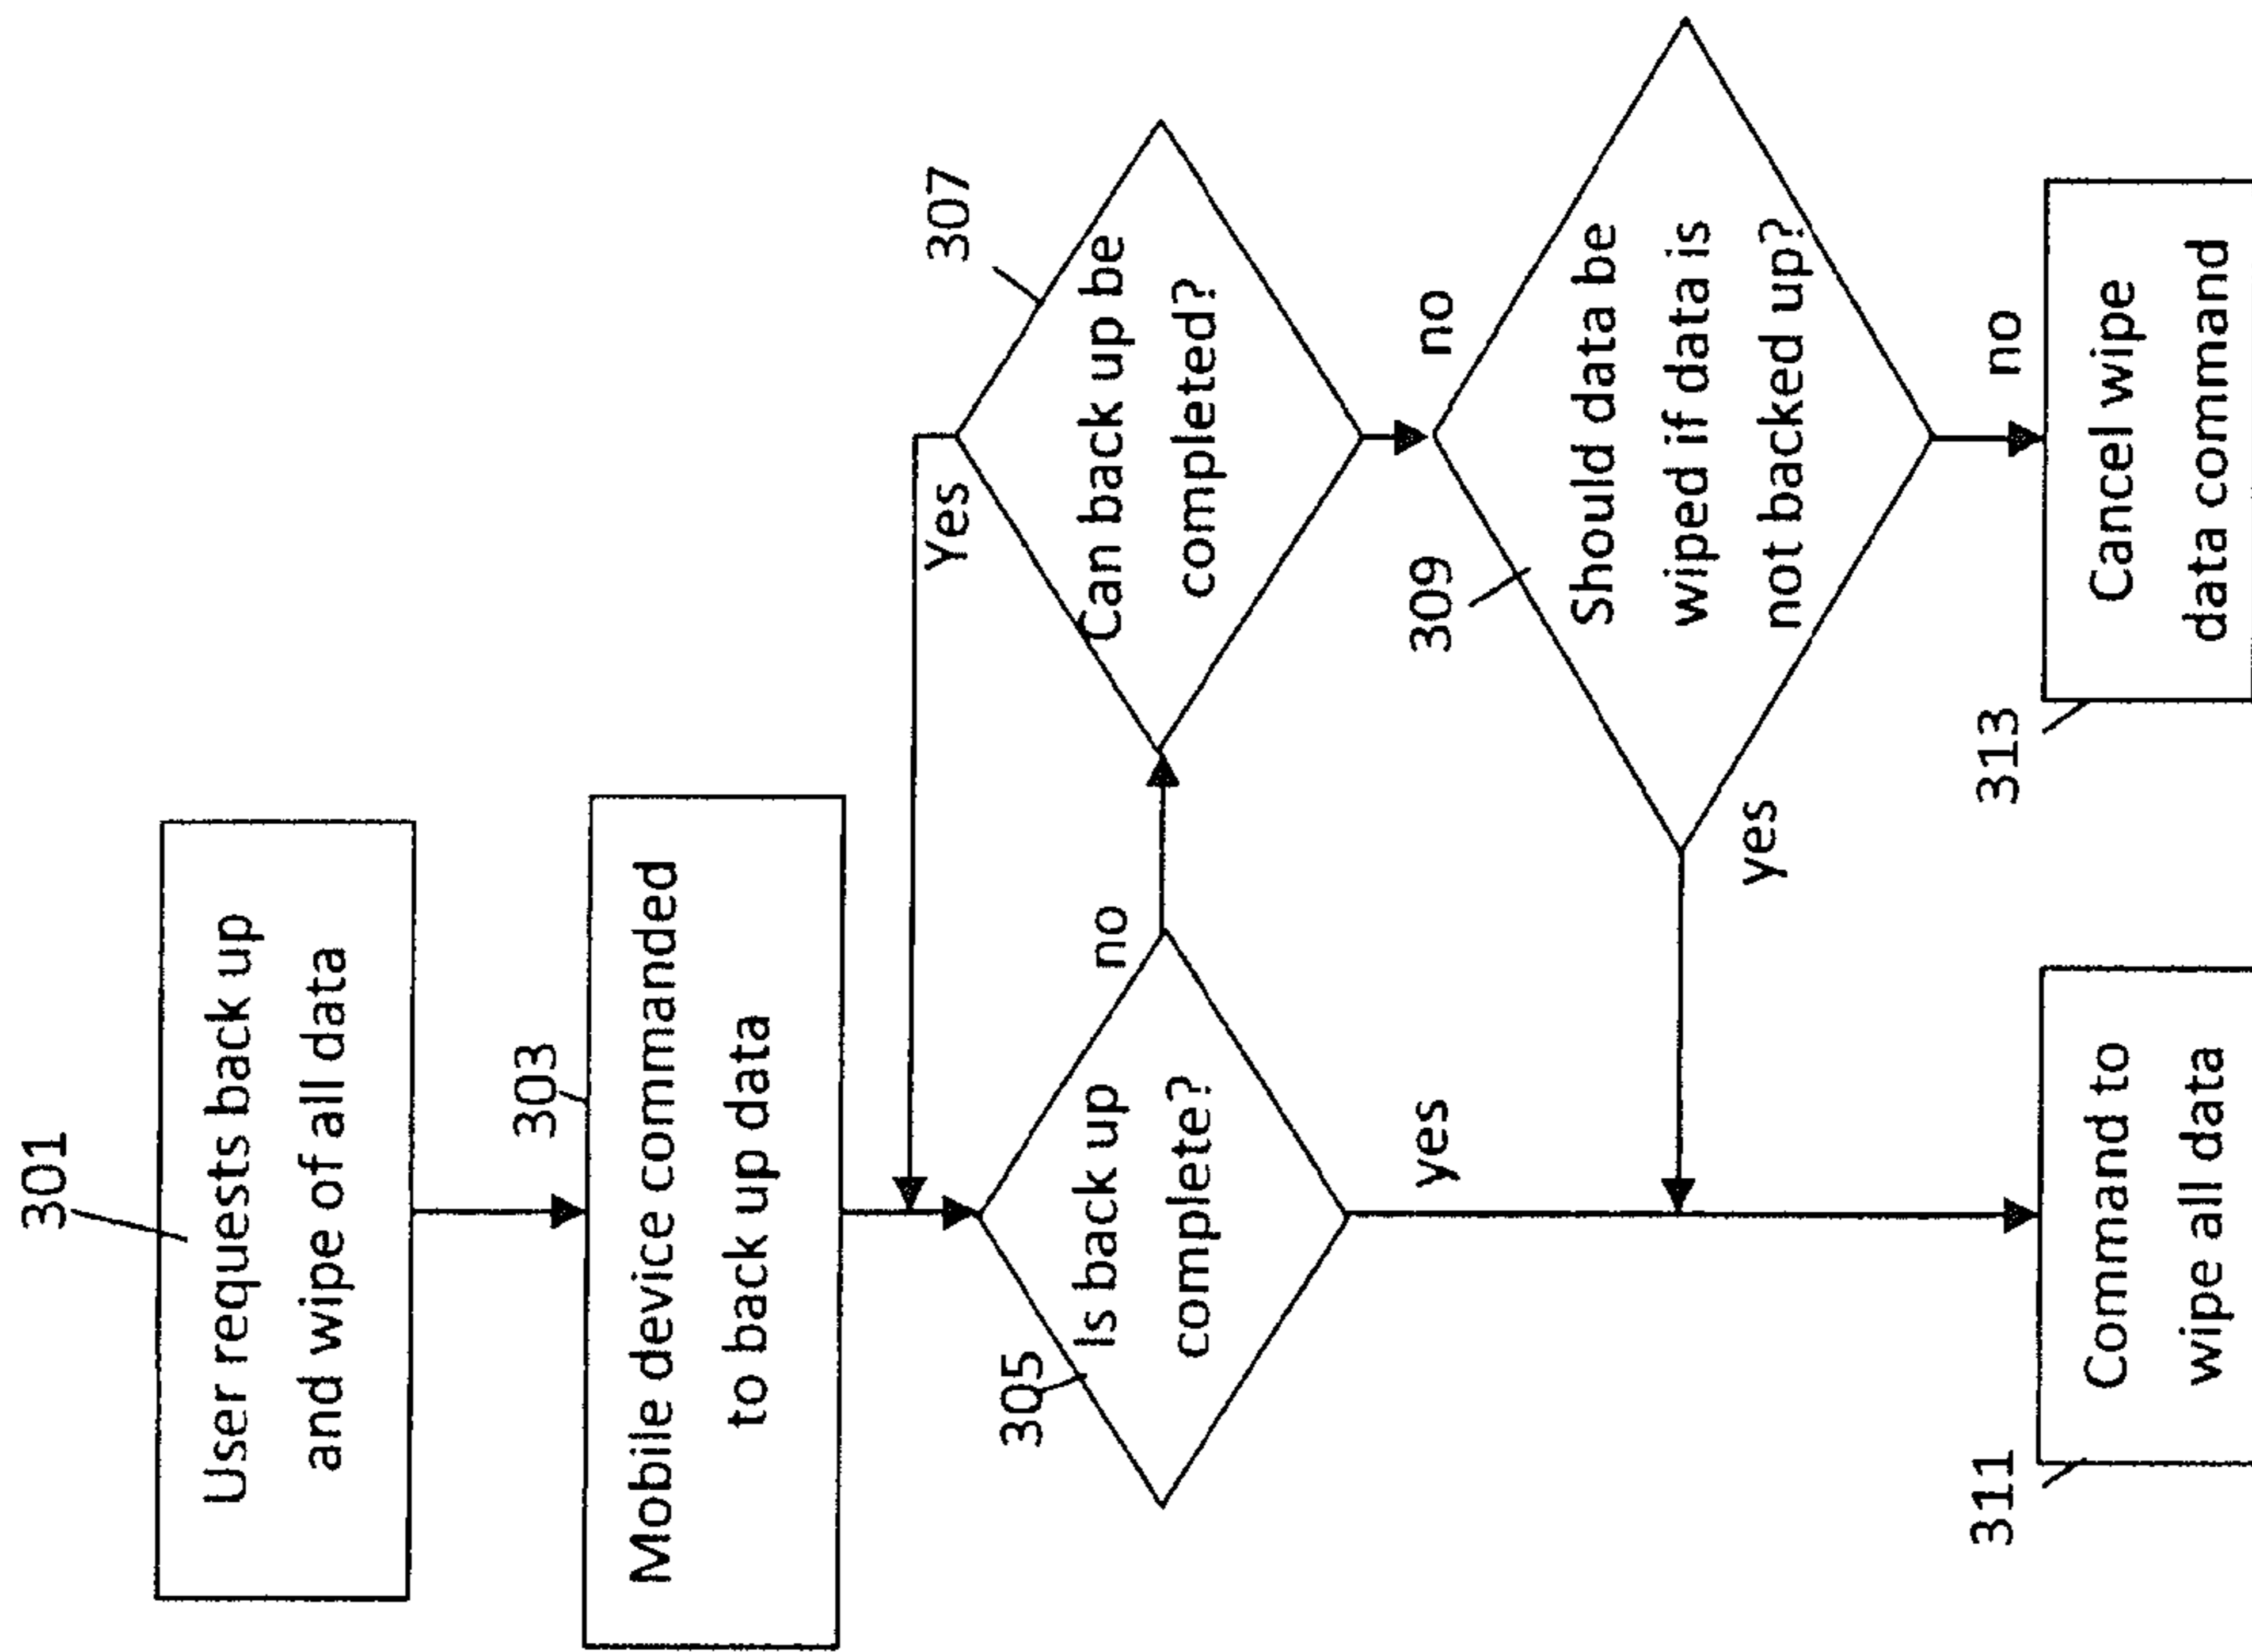 301
User requests back up
and wipe of all data
303
Mobile device commanded
to back up data
305
Is back up
complete?
no
yes
307
Can back up be
completed?
Yes
no
309
Should data be
wiped if data is
not backed up?
yes
no
311
Command to
wipe all data
313
Cancel wipe
data command